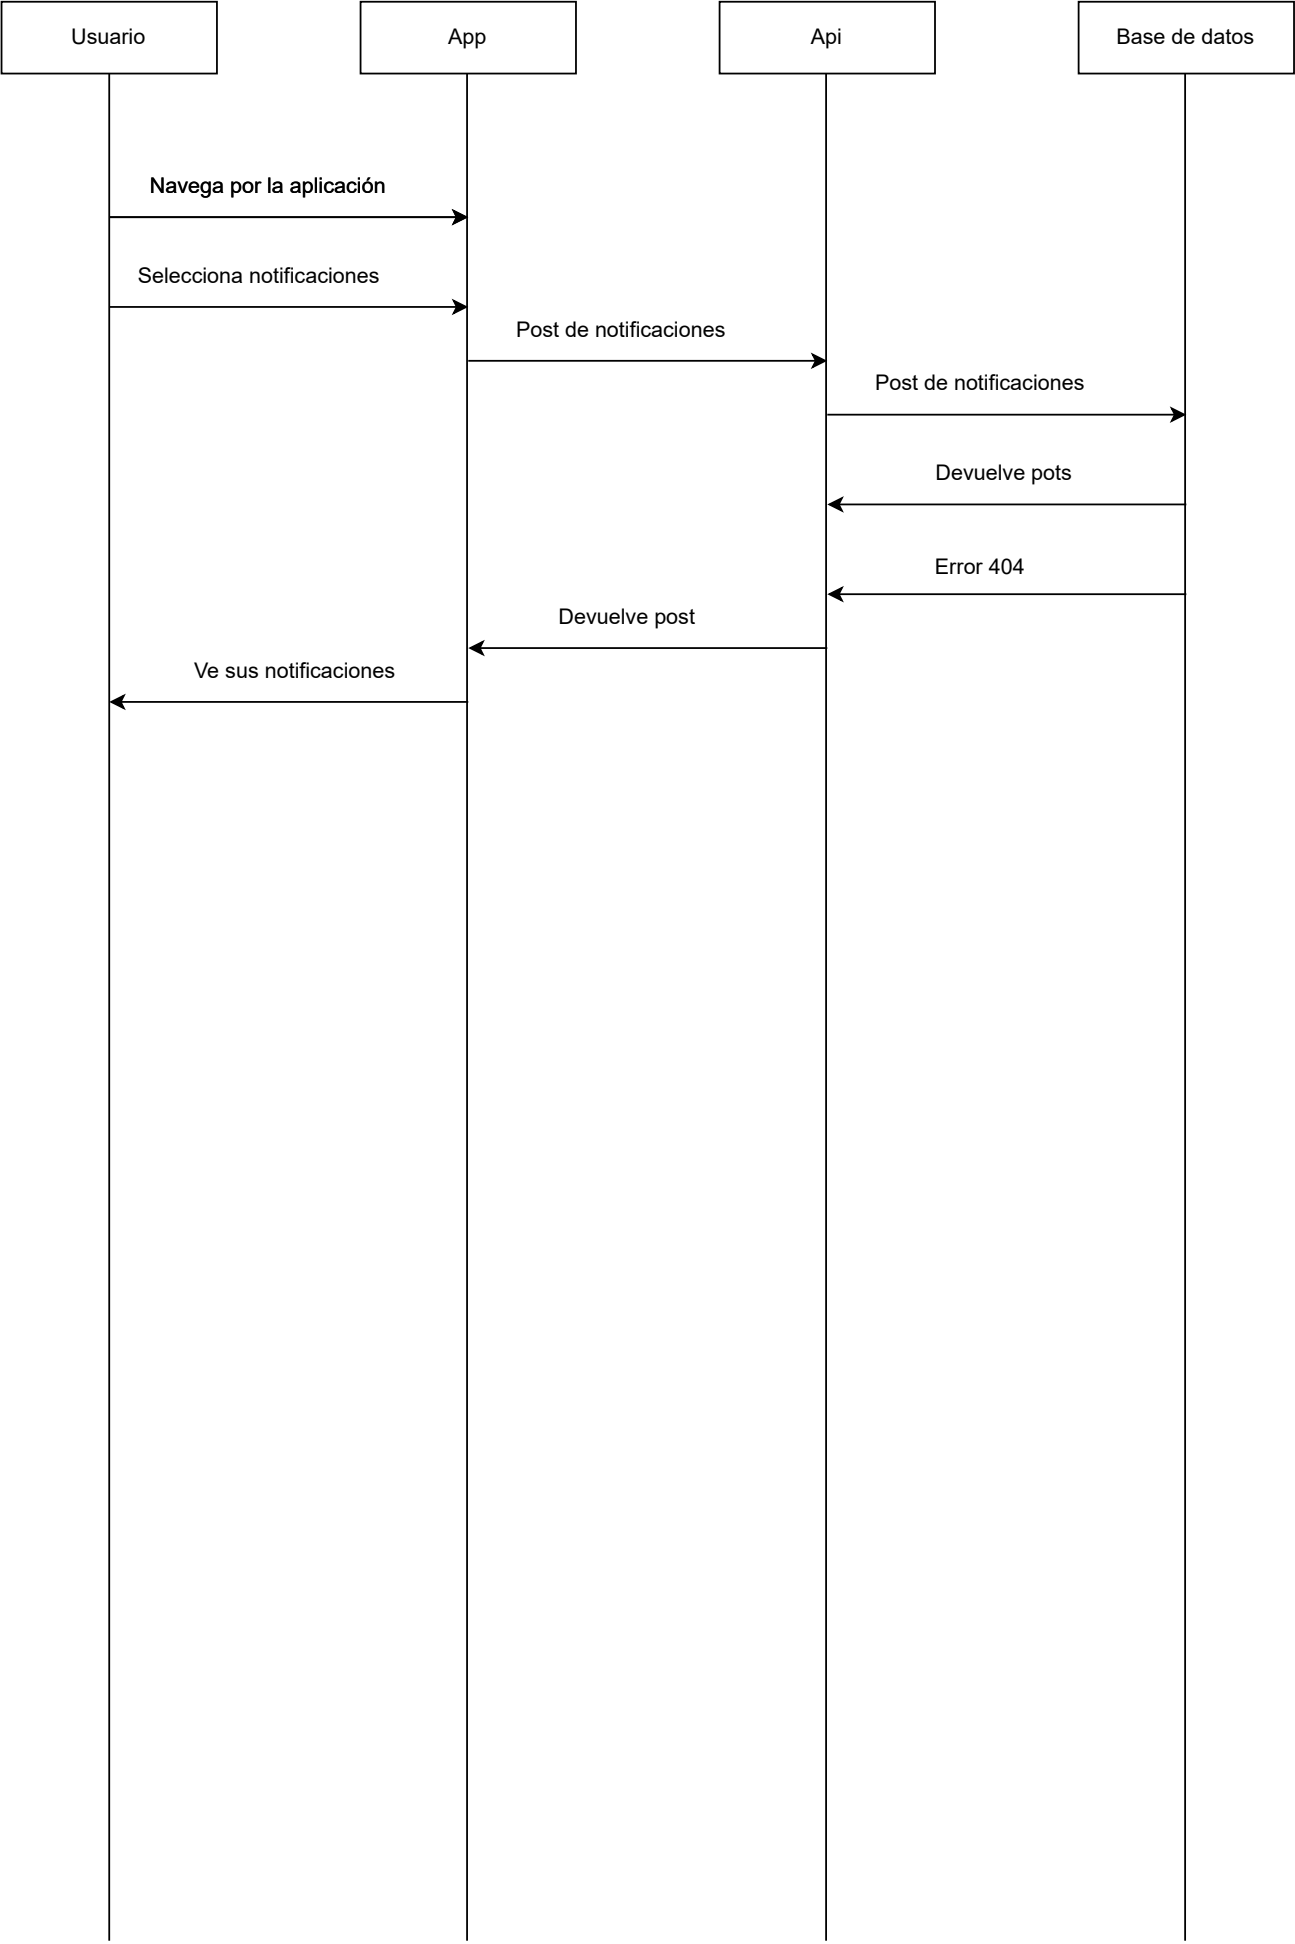 Usuario
App
Api
Base de datos
Navega por la aplicación
Selecciona notificaciones
Post de notificaciones
Post de notificaciones
Devuelve pots
Error 404
Devuelve post
Ve sus notificaciones